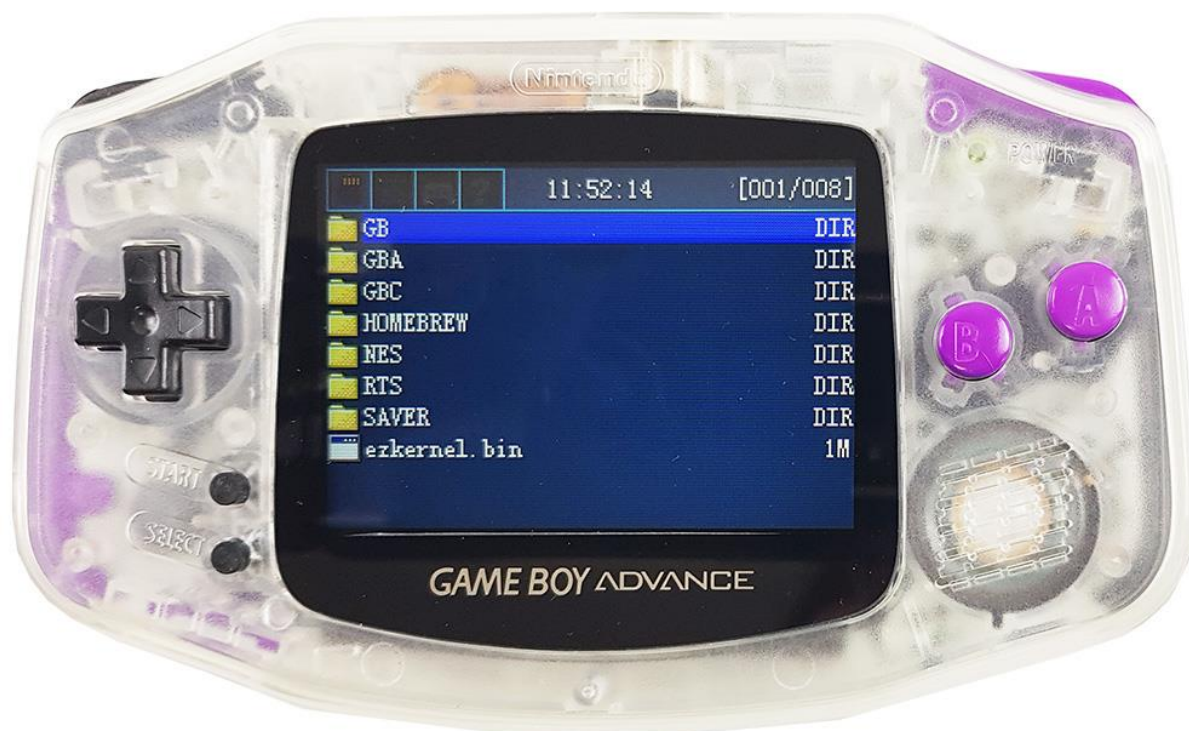 Nintendo
POWER
11:52:14 [001/008]
GB DIR
GBA DIR
GBC DIR
HOMEBREW DIR
NES DIR
RTS DIR
SAVER DIR
ezkernel.bin 1M
A
B
START
SELECT
GAME BOY ADVANCE